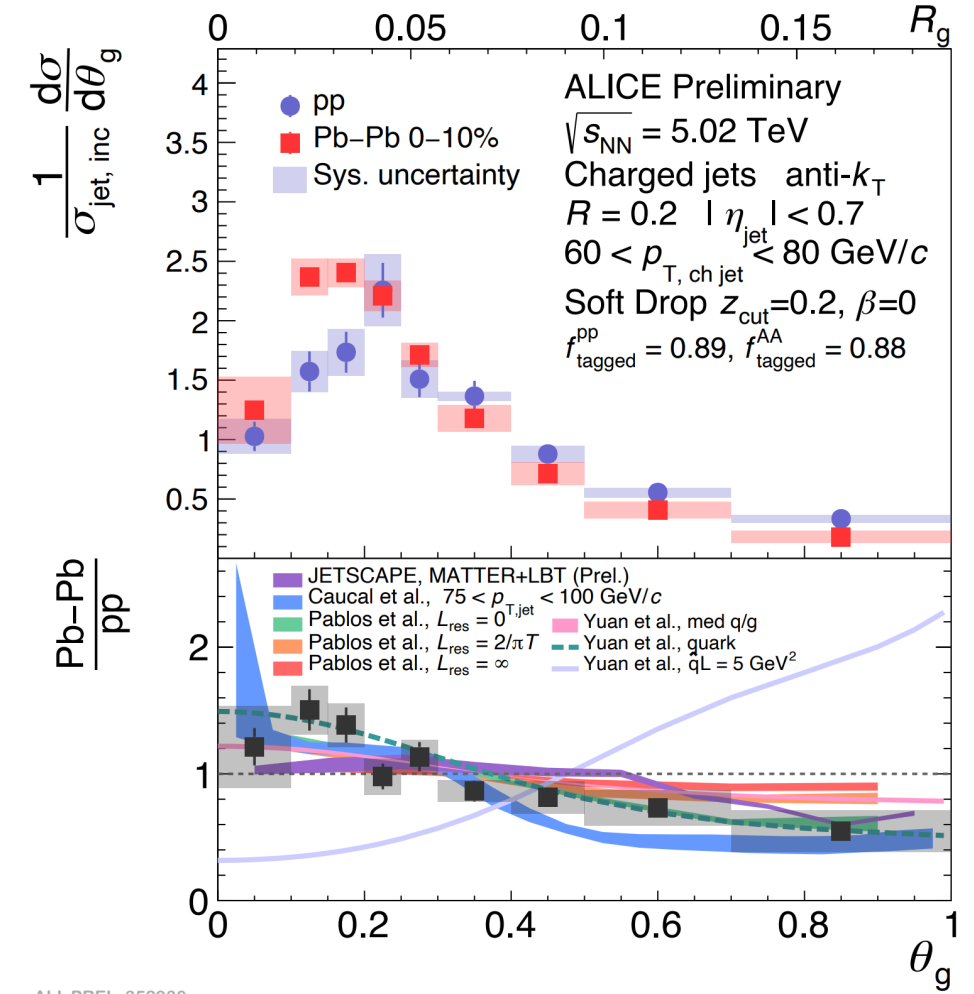 0 0.05 0.1 0.15 R_g
1/σ_jet, inc dσ/dθ_g
4
3.5
3
2.5
2
1.5
1
0.5
pp
Pb−Pb 0−10%
Sys. uncertainty
ALICE Preliminary
√s_NN = 5.02 TeV
Charged jets anti-k_T
R = 0.2 | η_jet | < 0.7
60 < p_T, ch jet < 80 GeV/c
Soft Drop z_cut=0.2, β=0
f^pp_tagged = 0.89, f^AA_tagged = 0.88
Pb−Pb/pp
2
1
0
JETSCAPE, MATTER+LBT (Prel.)
Caucal et al., 75 < p_T,jet < 100 GeV/c
Pablos et al., L_res = 0
Pablos et al., L_res = 2/πT
Pablos et al., L_res = ∞
Yuan et al., med q/g
Yuan et al., quark
Yuan et al., q̂L = 5 GeV²
0 0.2 0.4 0.6 0.8 1
θ_g